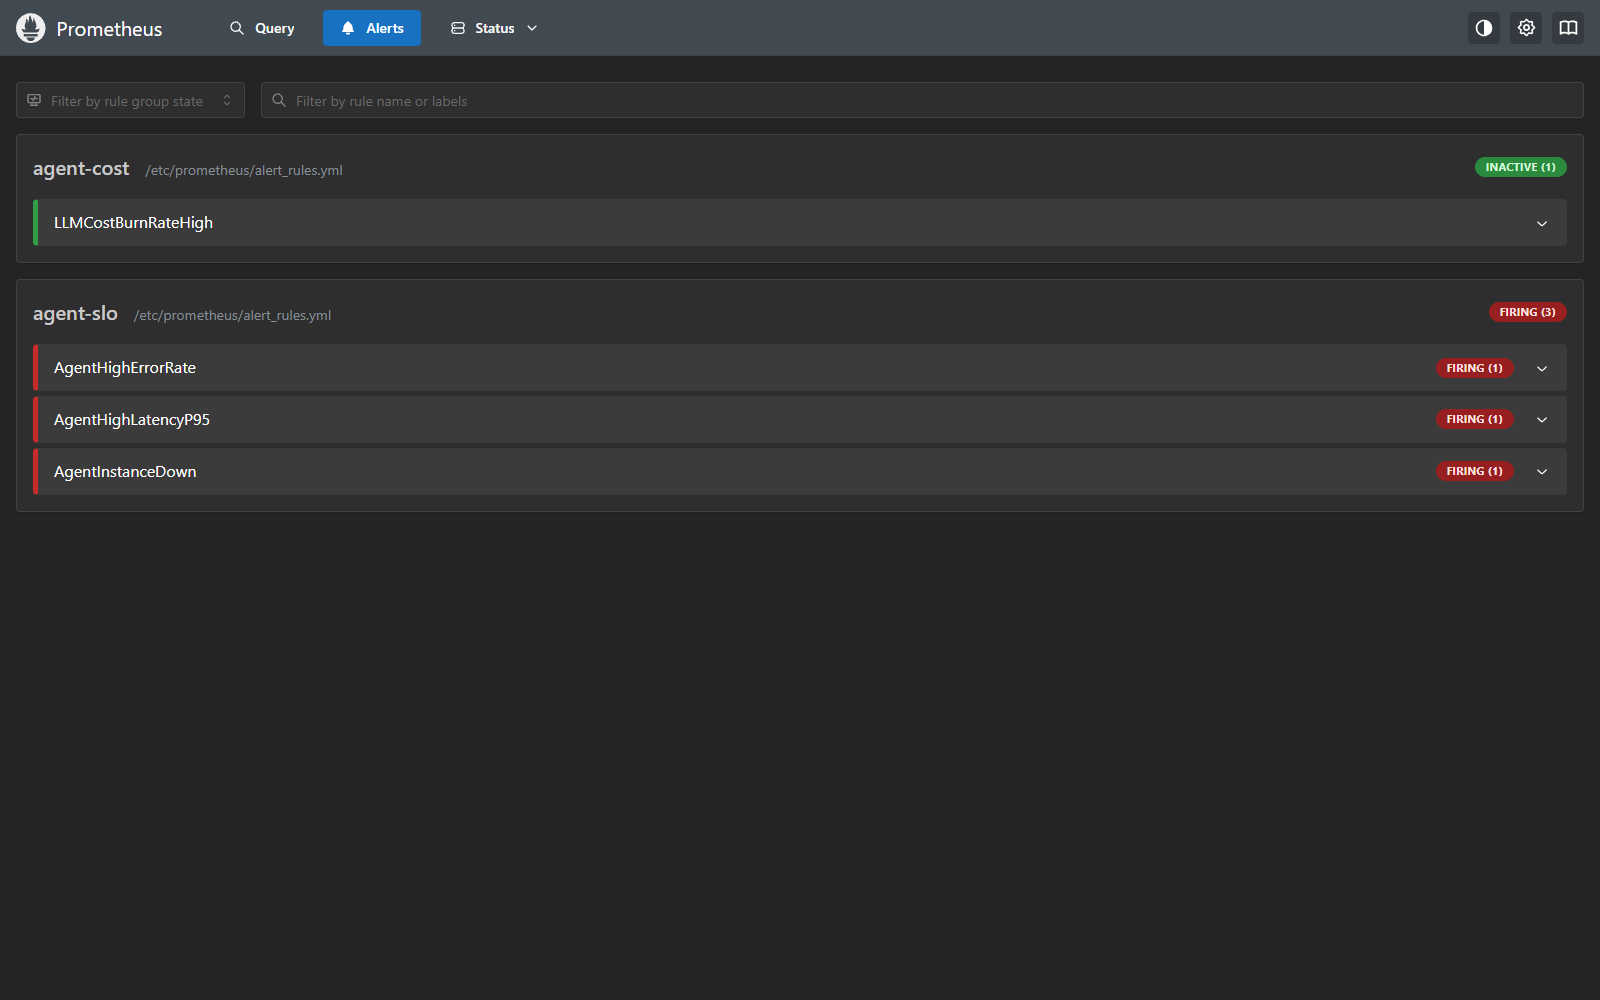 Prometheus Query Alerts Status
Filter by rule group state Filter by rule name or labels
agent-cost /etc/prometheus/alert_rules.yml INACTIVE (1)
LLMCostBurnRateHigh
agent-slo /etc/prometheus/alert_rules.yml FIRING (3)
AgentHighErrorRate FIRING (1)
AgentHighLatencyP95 FIRING (1)
AgentInstanceDown FIRING (1)